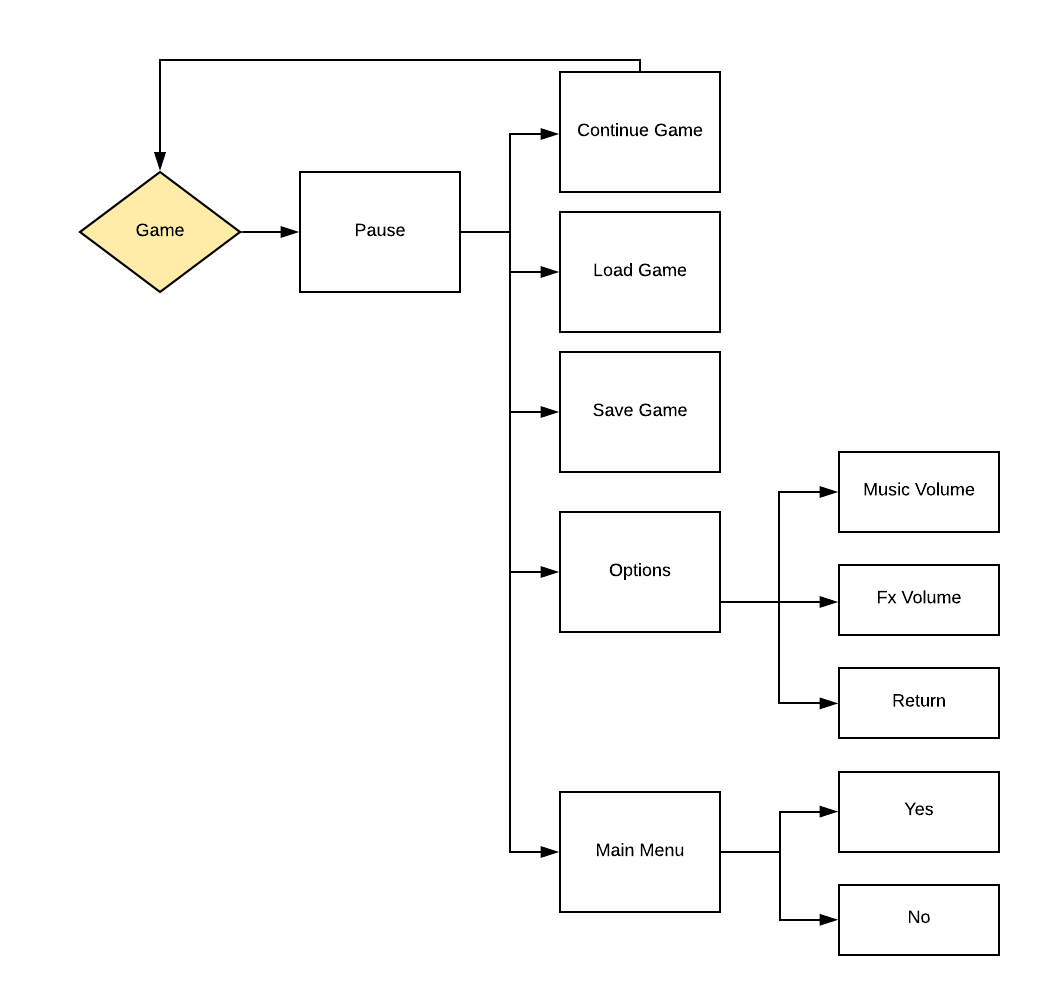 Continue Game
Game
Pause
Load Game
Save Game
Music Volume
Options
Fx Volume
Return
Yes
Main Menu
No